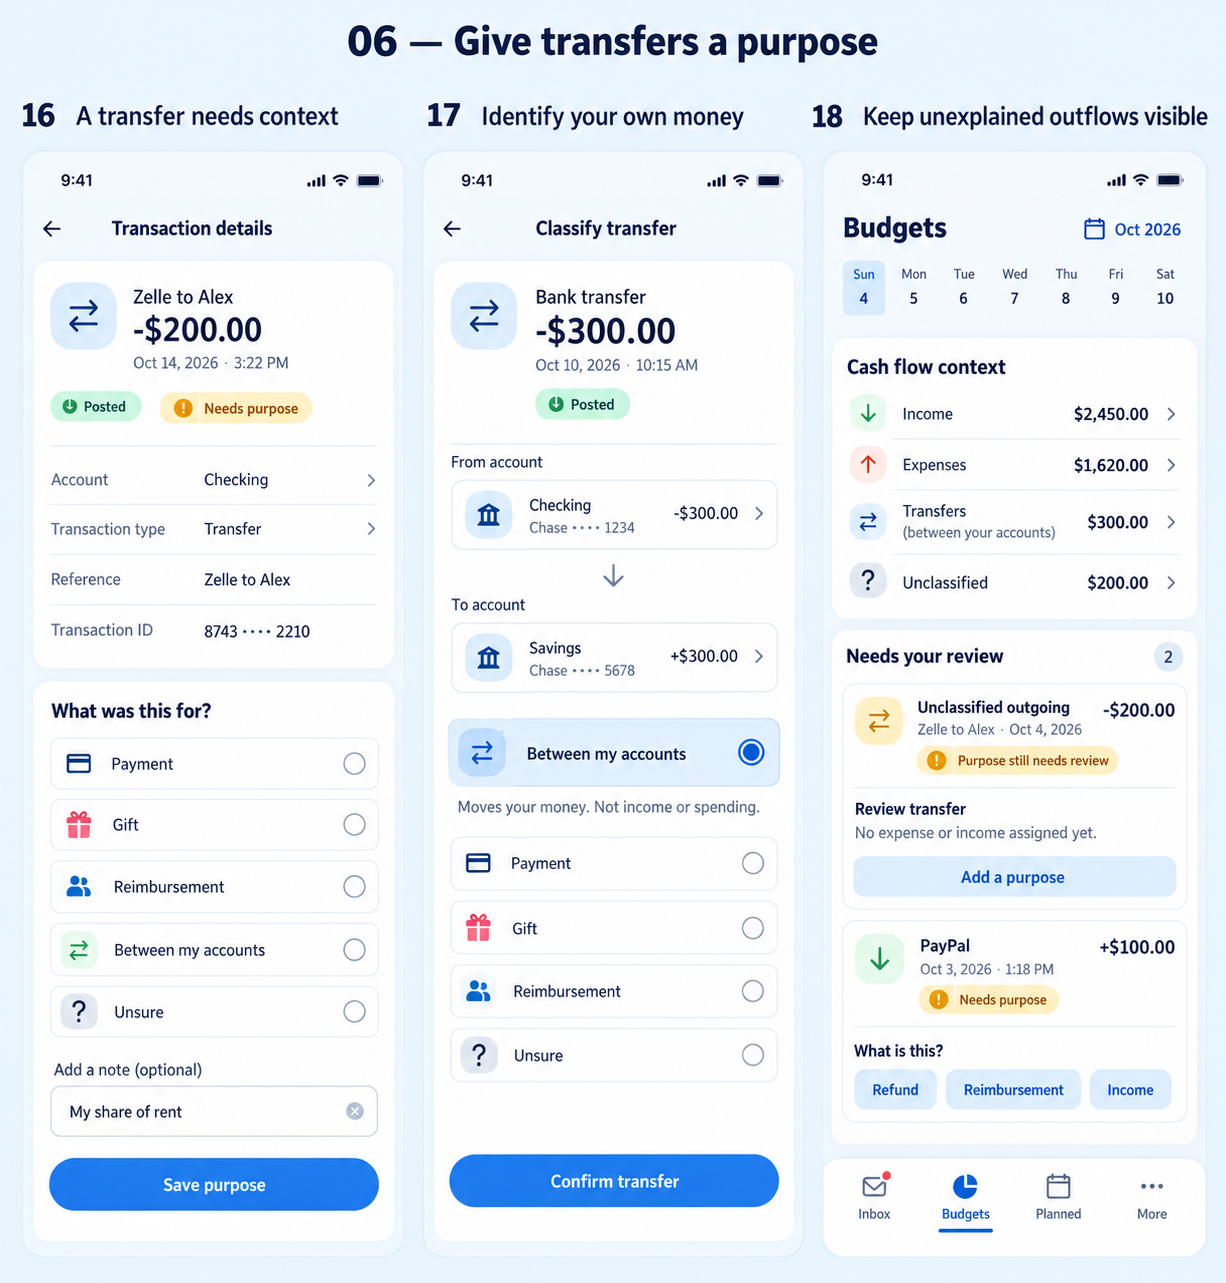 06 — Give transfers a purpose
16 A transfer needs context
9:41
Transaction details
Zelle to Alex
-$200.00
Oct 14, 2026 · 3:22 PM
Posted
! Needs purpose
Account Checking
Transaction type Transfer
Reference Zelle to Alex
Transaction ID 8743 •••• 2210
What was this for?
Payment
Gift
Reimbursement
Between my accounts
? Unsure
Add a note (optional)
My share of rent
Save purpose
17 Identify your own money
9:41
Classify transfer
Bank transfer
-$300.00
Oct 10, 2026 · 10:15 AM
Posted
From account
Checking -$300.00
Chase •••• 1234
To account
Savings +$300.00
Chase •••• 5678
Between my accounts
Moves your money. Not income or spending.
Payment
Gift
Reimbursement
? Unsure
Confirm transfer
18 Keep unexplained outflows visible
9:41
Budgets Oct 2026
Sun Mon Tue Wed Thu Fri Sat
4 5 6 7 8 9 10
Cash flow context
Income $2,450.00
Expenses $1,620.00
Transfers $300.00
(between your accounts)
? Unclassified $200.00
Needs your review 2
Unclassified outgoing -$200.00
Zelle to Alex · Oct 4, 2026
! Purpose still needs review
Review transfer
No expense or income assigned yet.
Add a purpose
PayPal +$100.00
Oct 3, 2026 · 1:18 PM
! Needs purpose
What is this?
Refund Reimbursement Income
Inbox Budgets Planned More